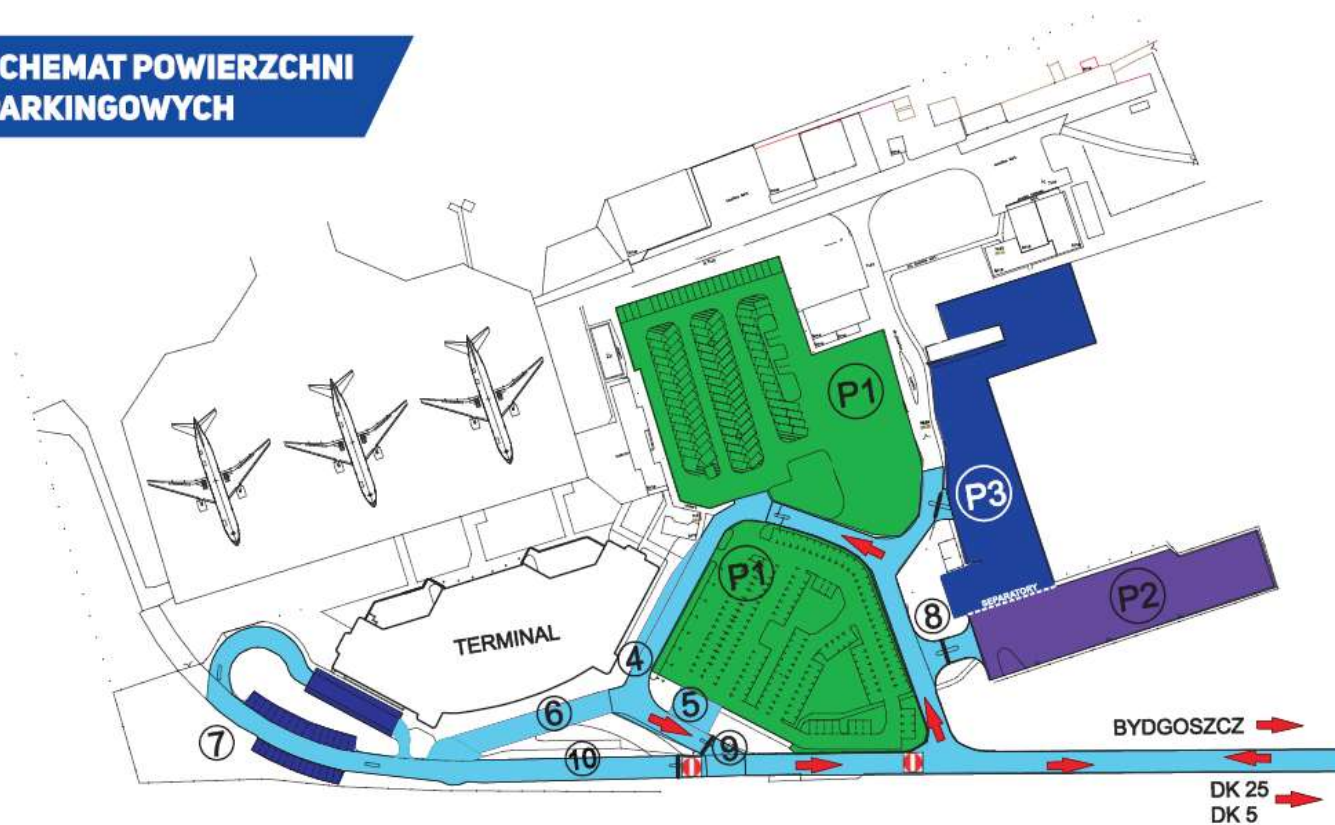 CHEMAT POWIERZCHNI
PARKINGOWYCH
P1
P3
P1
SEPARATORY
P2
8
TERMINAL
4
5
6
7
9
10
BYDGOSZCZ
DK 25
DK 5